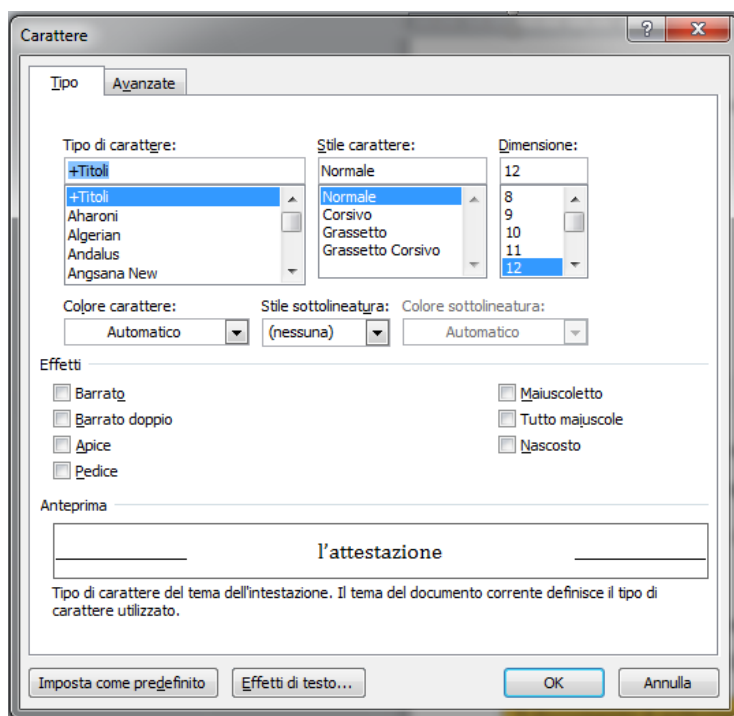 Carattere
Tipo
Avanzate
Tipo di carattere: Stile carattere: Dimensione:
+Titoli Normale 12
+Titoli Normale 8
Aharoni Corsivo 9
Algerian Grassetto 10
Andalus Grassetto Corsivo 11
Angsana New 12
Colore carattere: Stile sottolineatura: Colore sottolineatura:
Automatico (nessuna) Automatico
Effetti
Barrato Maiuscoletto
Barrato doppio Tutto maiuscole
Apice Nascosto
Pedice
Anteprima
l'attestazione
Tipo di carattere del tema dell'intestazione. Il tema del documento corrente definisce il tipo di
carattere utilizzato.
Imposta come predefinito Effetti di testo... OK Annulla